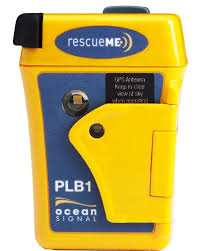 rescueME
GPS Antenna
Keep in clear
view of sky
when operating
PLB1
ocean
SIGNAL